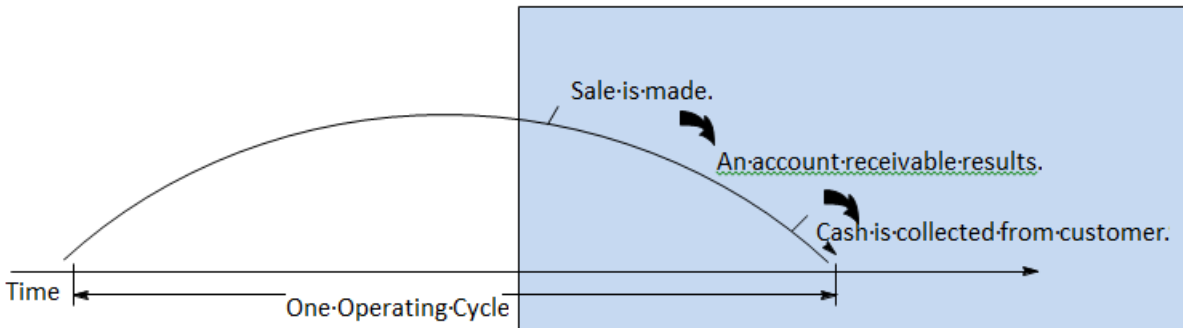 Sale·is·made.
An·account·receivable·results.
Cash·is·collected·from·customer.
Time
One·Operating·Cycle